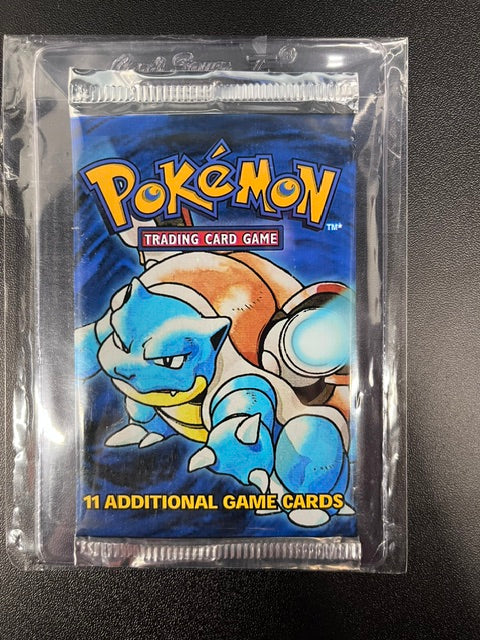 POKéMON
TM*
TRADING CARD GAME
11 ADDITIONAL GAME CARDS